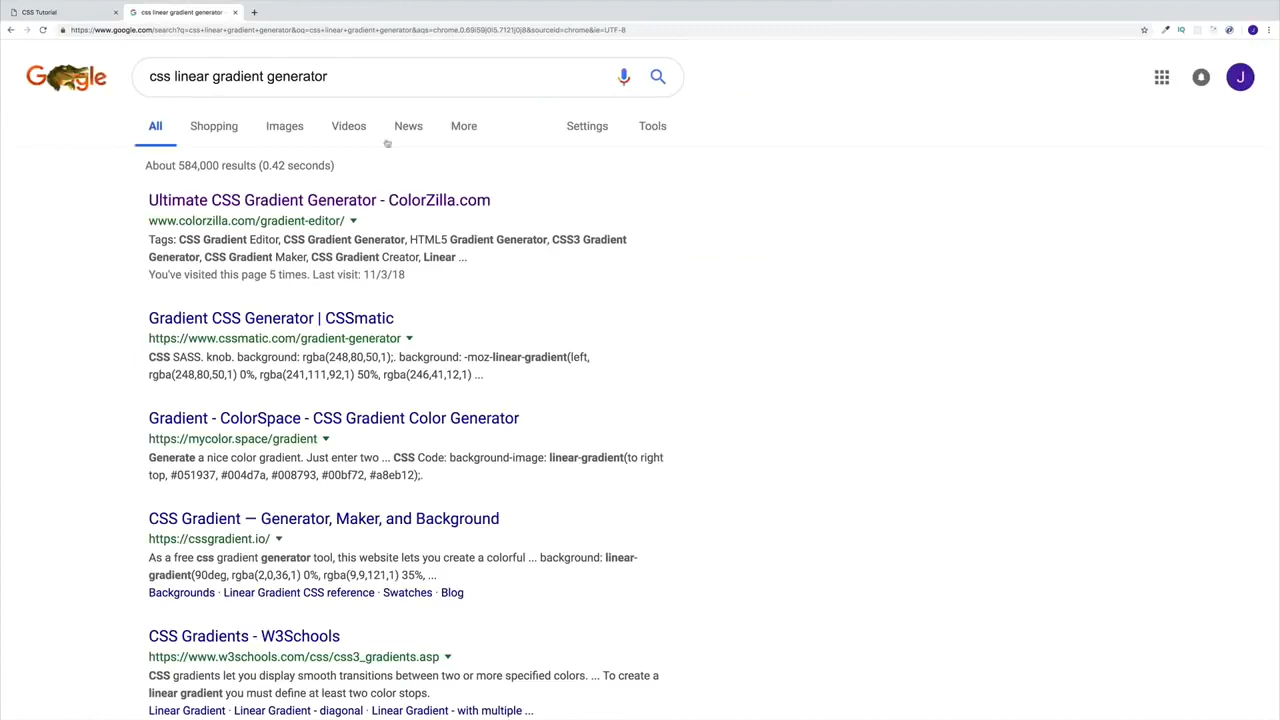 CSS Tutorial
css linear gradient generator
https://www.google.com/search?q=css+linear+gradient+generator&oq=css+linear+gradient+generator&aqs=chrome.0.69i59j0l5.7121j0j8&sourceid=chrome&ie=UTF-8
Google
css linear gradient generator
J
All Shopping Images Videos News More Settings Tools
About 584,000 results (0.42 seconds)
Ultimate CSS Gradient Generator - ColorZilla.com
www.colorzilla.com/gradient-editor/
Tags: CSS Gradient Editor, CSS Gradient Generator, HTML5 Gradient Generator, CSS3 Gradient
Generator, CSS Gradient Maker, CSS Gradient Creator, Linear ...
You've visited this page 5 times. Last visit: 11/3/18
Gradient CSS Generator | CSSmatic
https://www.cssmatic.com/gradient-generator
CSS SASS. knob. background: rgba(248,80,50,1);. background: -moz-linear-gradient(left,
rgba(248,80,50,1) 0%, rgba(241,111,92,1) 50%, rgba(246,41,12,1) ...
Gradient - ColorSpace - CSS Gradient Color Generator
https://mycolor.space/gradient
Generate a nice color gradient. Just enter two ... CSS Code: background-image: linear-gradient(to right
top, #051937, #004d7a, #008793, #00bf72, #a8eb12);.
CSS Gradient — Generator, Maker, and Background
https://cssgradient.io/
As a free css gradient generator tool, this website lets you create a colorful ... background: linear-
gradient(90deg, rgba(2,0,36,1) 0%, rgba(9,9,121,1) 35%, ...
Backgrounds · Linear Gradient CSS reference · Swatches · Blog
CSS Gradients - W3Schools
https://www.w3schools.com/css/css3_gradients.asp
CSS gradients let you display smooth transitions between two or more specified colors. ... To create a
linear gradient you must define at least two color stops.
Linear Gradient · Linear Gradient - diagonal · Linear Gradient - with multiple ...